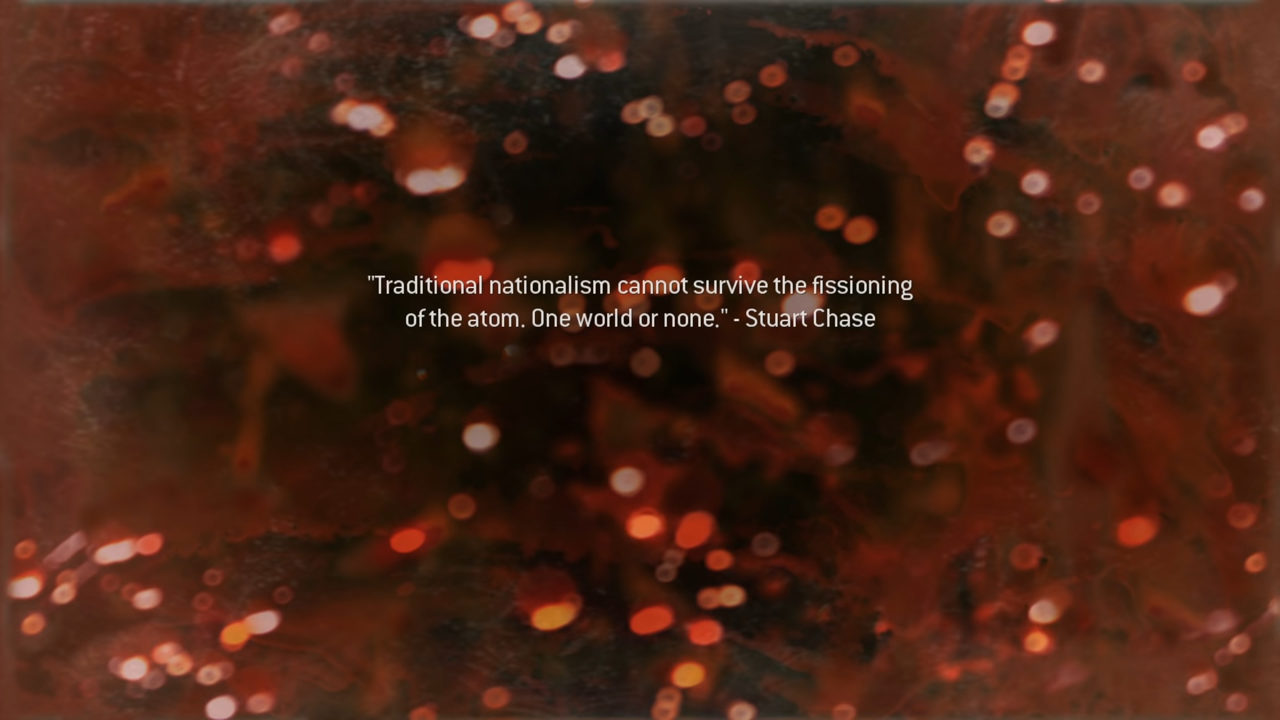 "Traditional nationalism cannot survive the fissioning
of the atom. One world or none." - Stuart Chase